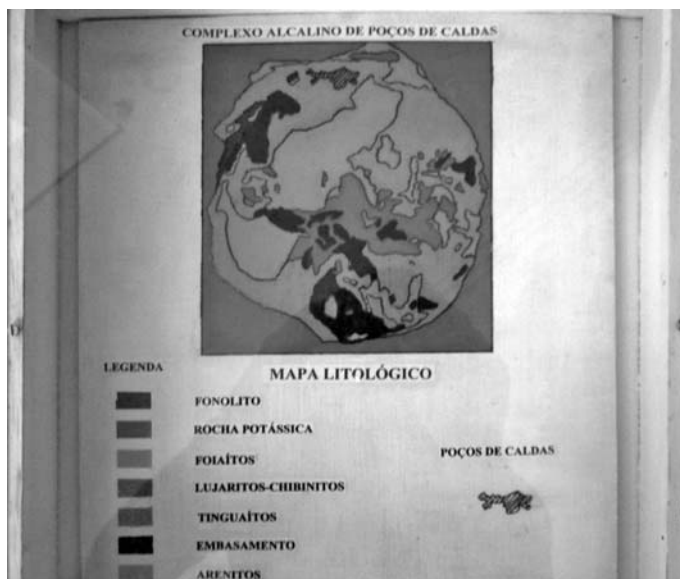 COMPLEXO ALCALINO DE POÇOS DE CALDAS
LEGENDA
MAPA LITOLÓGICO
FONOLITO
ROCHA POTÁSSICA
FOIAÍTOS
LUJARITOS-CHIBINITOS
TINGUAÍTOS
EMBASAMENTO
ARENITOS
POÇOS DE CALDAS